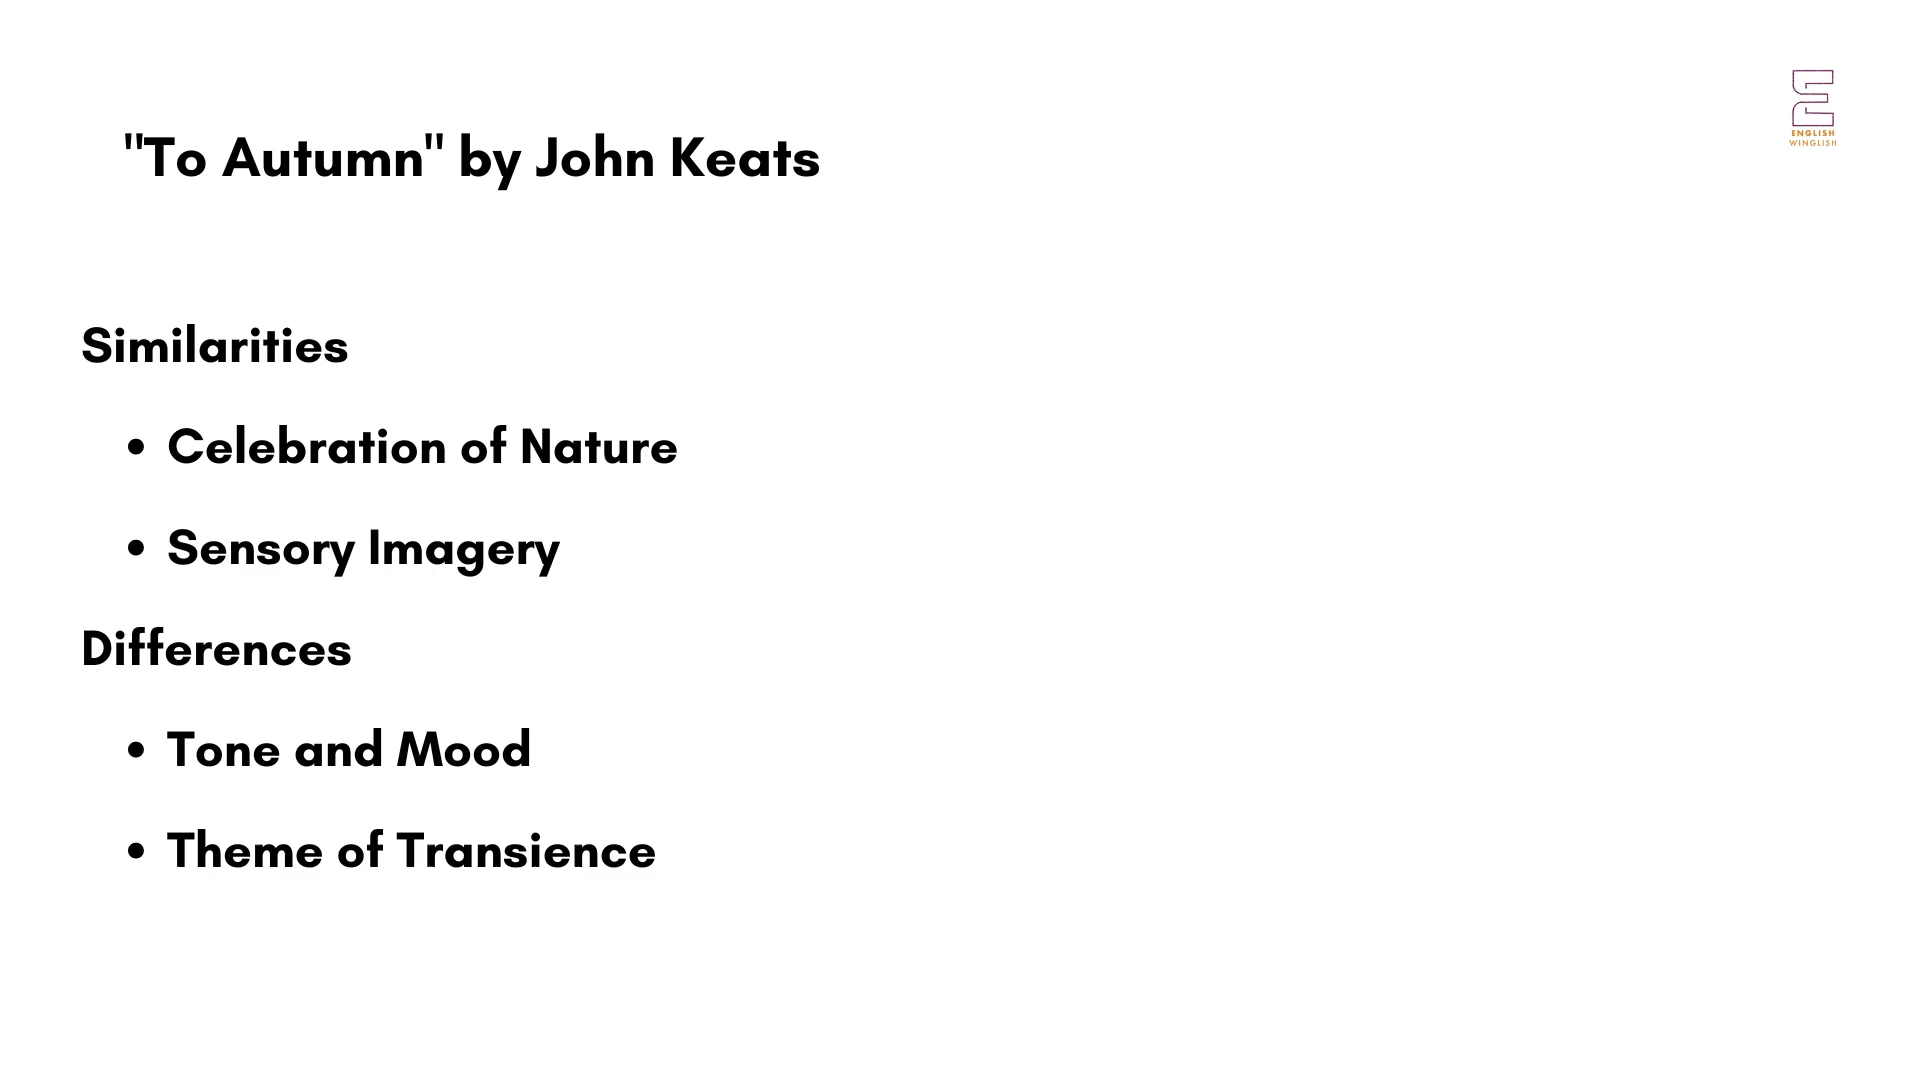 "To Autumn" by John Keats
ENGLISH
WINGLISH
Similarities
• Celebration of Nature
• Sensory Imagery
Differences
• Tone and Mood
• Theme of Transience